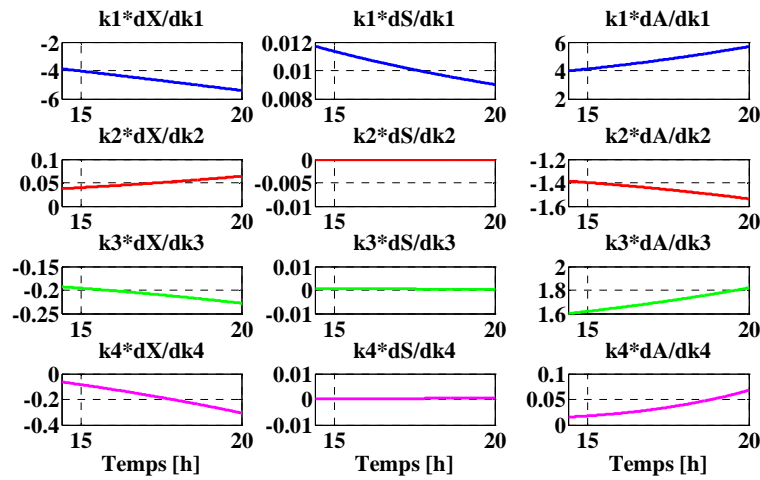 k1*dX/dk1 k1*dS/dk1 k1*dA/dk1
-2 0.012 6
-4 0.01 4
-6 0.008 2
15 20 15 20 15 20
k2*dX/dk2 k2*dS/dk2 k2*dA/dk2
0.1 0 -1.2
0.05 -0.005 -1.4
0 -0.01 -1.6
15 20 15 20 15 20
k3*dX/dk3 k3*dS/dk3 k3*dA/dk3
-0.15 0.01 2
-0.2 0 1.8
-0.25 -0.01 1.6
15 20 15 20 15 20
k4*dX/dk4 k4*dS/dk4 k4*dA/dk4
0 0.01 0.1
-0.2 0 0.05
-0.4 -0.01 0
15 20 15 20 15 20
Temps [h] Temps [h] Temps [h]